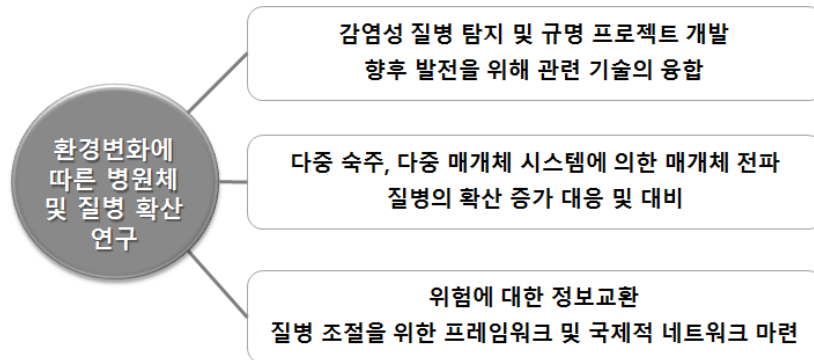 환경변화에
따른 병원체
및 질병 확산
연구
감염성 질병 탐지 및 규명 프로젝트 개발
향후 발전을 위해 관련 기술의 융합
다중 숙주, 다중 매개체 시스템에 의한 매개체 전파
질병의 확산 증가 대응 및 대비
위험에 대한 정보교환
질병 조절을 위한 프레임워크 및 국제적 네트워크 마련